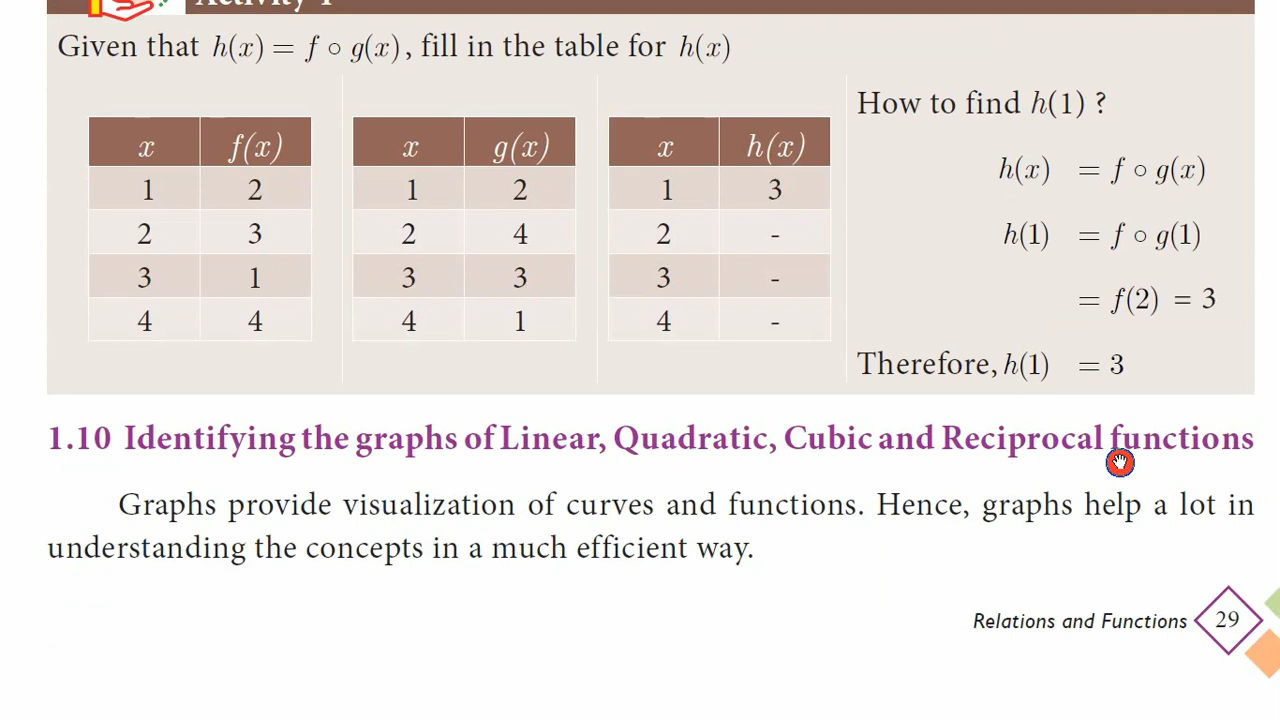 Activity
Given that h(x) = f ∘ g(x), fill in the table for h(x)
x f(x)
1 2
2 3
3 1
4 4
x g(x)
1 2
2 4
3 3
4 1
x h(x)
1 3
2 -
3 -
4 -
How to find h(1) ?
h(x) = f ∘ g(x)
h(1) = f ∘ g(1)
= f(2) = 3
Therefore, h(1) = 3
1.10 Identifying the graphs of Linear, Quadratic, Cubic and Reciprocal functions
Graphs provide visualization of curves and functions. Hence, graphs help a lot in
understanding the concepts in a much efficient way.
Relations and Functions 29